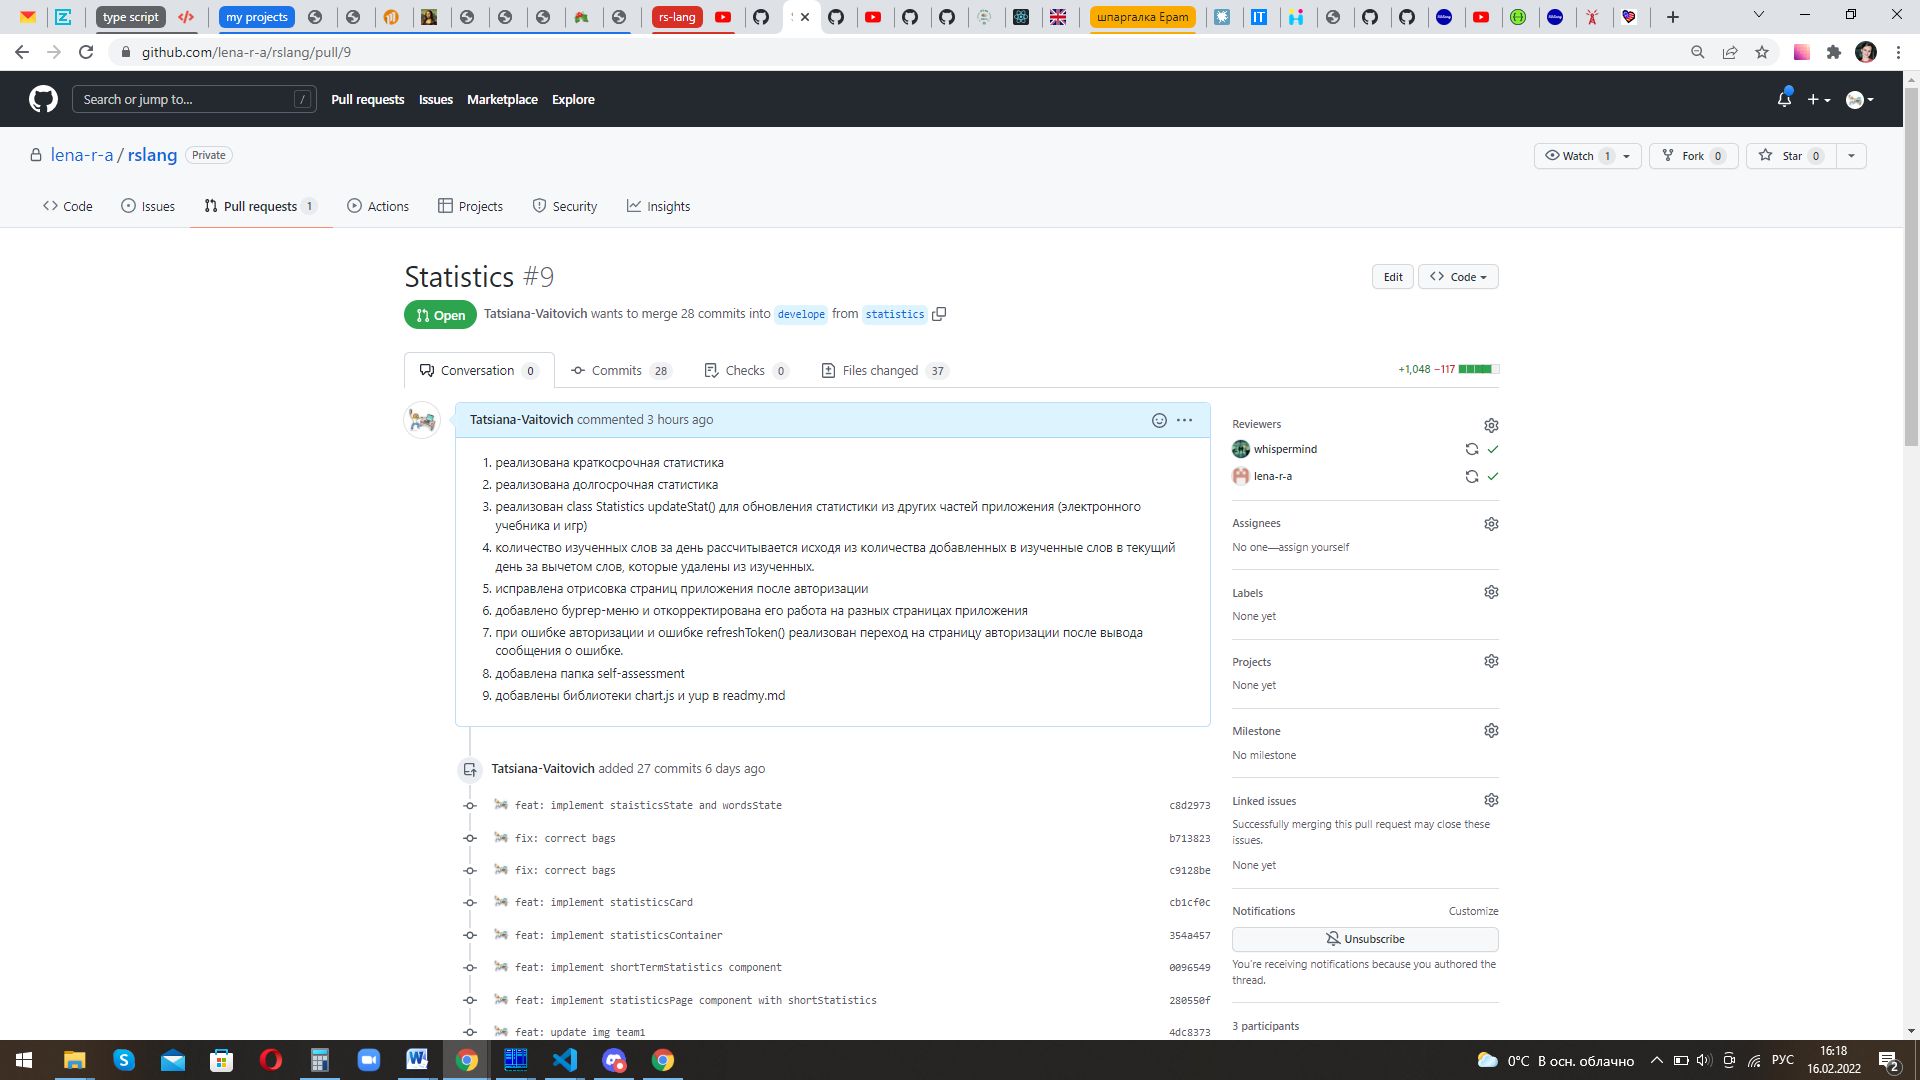 type script
my projects
rs-lang
шпаргалка Epam
github.com/lena-r-a/rslang/pull/9
Search or jump to...
/
Pull requests
Issues
Marketplace
Explore
lena-r-a / rslang
Private
Watch 1
Fork 0
Star 0
Code
Issues
Pull requests 1
Actions
Projects
Security
Insights
Statistics #9
Edit
Code
Open
Tatsiana-Vaitovich wants to merge 28 commits into develope from statistics
Conversation 0
Commits 28
Checks 0
Files changed 37
+1,048 −117
Tatsiana-Vaitovich commented 3 hours ago
1. реализована краткосрочная статистика
2. реализована долгосрочная статистика
3. реализован class Statistics updateStat() для обновления статистики из других частей приложения (электронного
учебника и игр)
4. количество изученных слов за день рассчитывается исходя из количества добавленных в изученные слов в текущий
день за вычетом слов, которые удалены из изученных.
5. исправлена отрисовка страниц приложения после авторизации
6. добавлено бургер-меню и откорректирована его работа на разных страницах приложения
7. при ошибке авторизации и ошибке refreshToken() реализован переход на страницу авторизации после вывода
сообщения о ошибке.
8. добавлена папка self-assessment
9. добавлены библиотеки chart.js и yup в readmy.md
Tatsiana-Vaitovich added 27 commits 6 days ago
feat: implement staisticsState and wordsState c8d2973
fix: correct bags b713823
fix: correct bags c9128be
feat: implement statisticsCard cb1cf0c
feat: implement statisticsContainer 354a457
feat: implement shortTermStatistics component 0096549
feat: implement statisticsPage component with shortStatistics 280550f
feat: update img team1 4dc8373
Reviewers
whispermind
lena-r-a
Assignees
No one—assign yourself
Labels
None yet
Projects
None yet
Milestone
No milestone
Linked issues
Successfully merging this pull request may close these
issues.
None yet
Notifications
Customize
Unsubscribe
You're receiving notifications because you authored the
thread.
3 participants
0°C В осн. облачно
РУС
16:18
16.02.2022
2